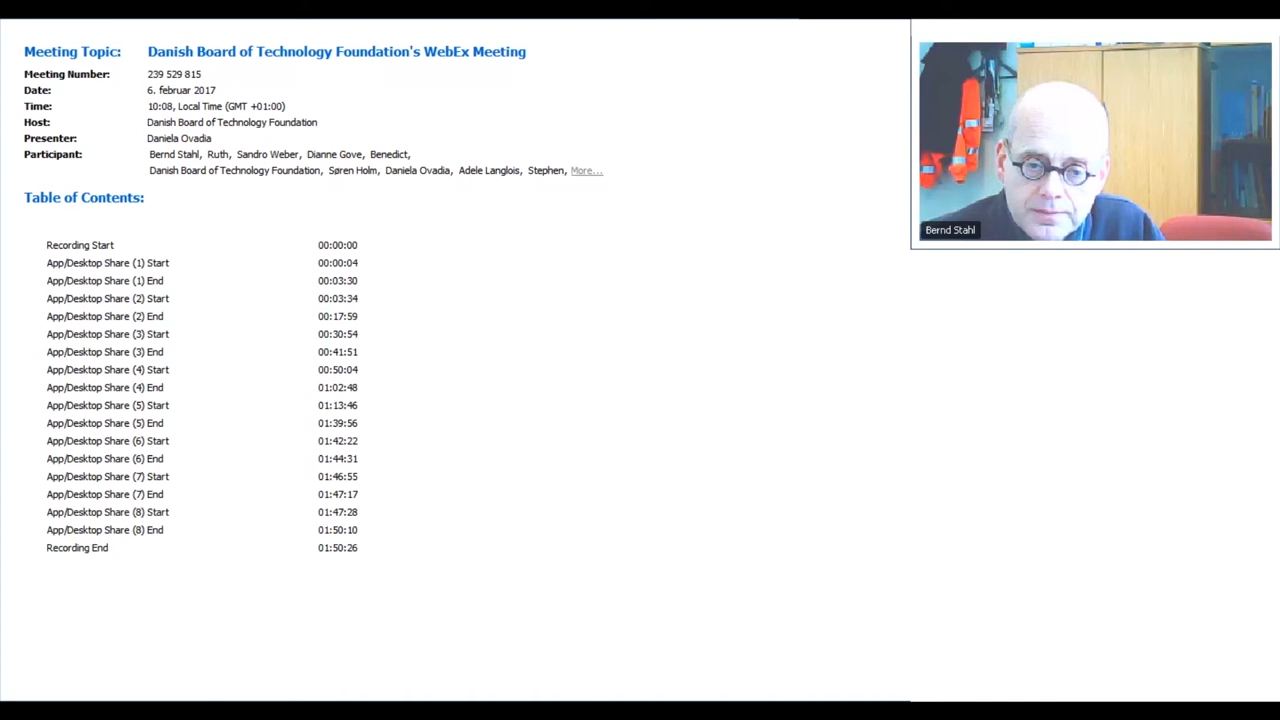 Meeting Topic: Danish Board of Technology Foundation's WebEx Meeting
Meeting Number: 239 529 815
Date: 6. februar 2017
Time: 10:08, Local Time (GMT +01:00)
Host: Danish Board of Technology Foundation
Presenter: Daniela Ovadia
Participant: Bernd Stahl, Ruth, Sandro Weber, Dianne Gove, Benedict,
Danish Board of Technology Foundation, Søren Holm, Daniela Ovadia, Adele Langlois, Stephen, More...
Table of Contents:
Recording Start 00:00:00
App/Desktop Share (1) Start 00:00:04
App/Desktop Share (1) End 00:03:30
App/Desktop Share (2) Start 00:03:34
App/Desktop Share (2) End 00:17:59
App/Desktop Share (3) Start 00:30:54
App/Desktop Share (3) End 00:41:51
App/Desktop Share (4) Start 00:50:04
App/Desktop Share (4) End 01:02:48
App/Desktop Share (5) Start 01:13:46
App/Desktop Share (5) End 01:39:56
App/Desktop Share (6) Start 01:42:22
App/Desktop Share (6) End 01:44:31
App/Desktop Share (7) Start 01:46:55
App/Desktop Share (7) End 01:47:17
App/Desktop Share (8) Start 01:47:28
App/Desktop Share (8) End 01:50:10
Recording End 01:50:26
Bernd Stahl